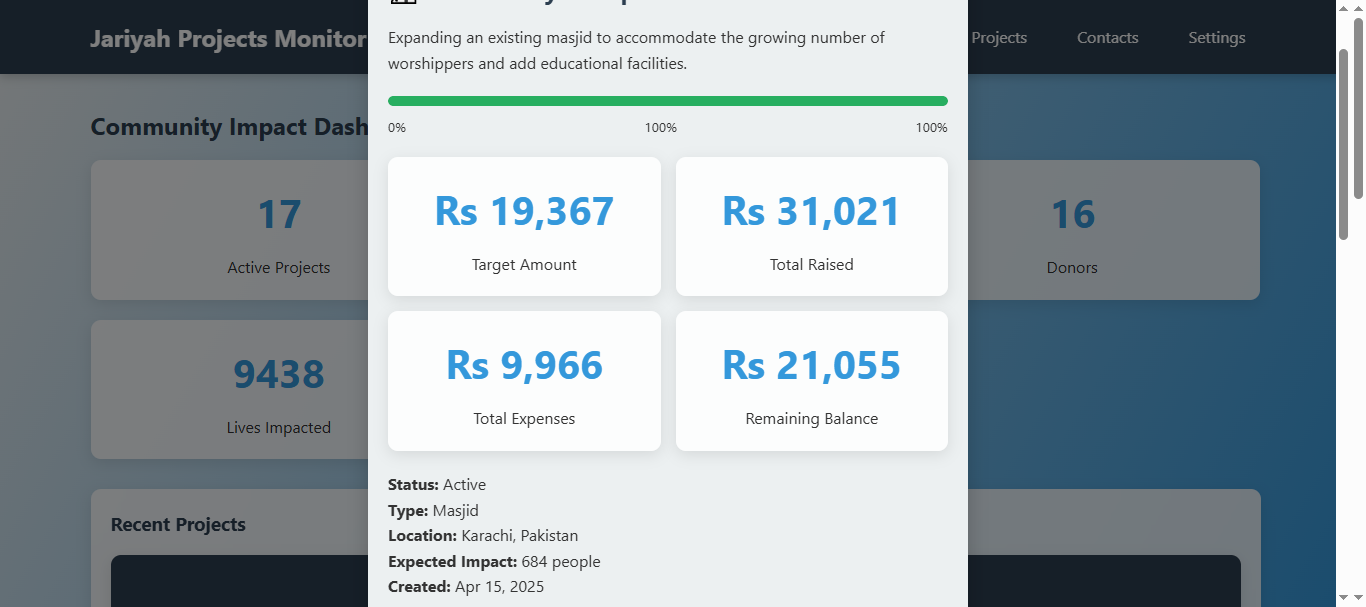 Jariyah Projects Monitor
Projects
Contacts
Settings
Community Impact Dash
17
Active Projects
16
Donors
9438
Lives Impacted
Recent Projects
Expanding an existing masjid to accommodate the growing number of
worshippers and add educational facilities.
0%
100%
100%
Rs 19,367
Target Amount
Rs 31,021
Total Raised
Rs 9,966
Total Expenses
Rs 21,055
Remaining Balance
Status: Active
Type: Masjid
Location: Karachi, Pakistan
Expected Impact: 684 people
Created: Apr 15, 2025